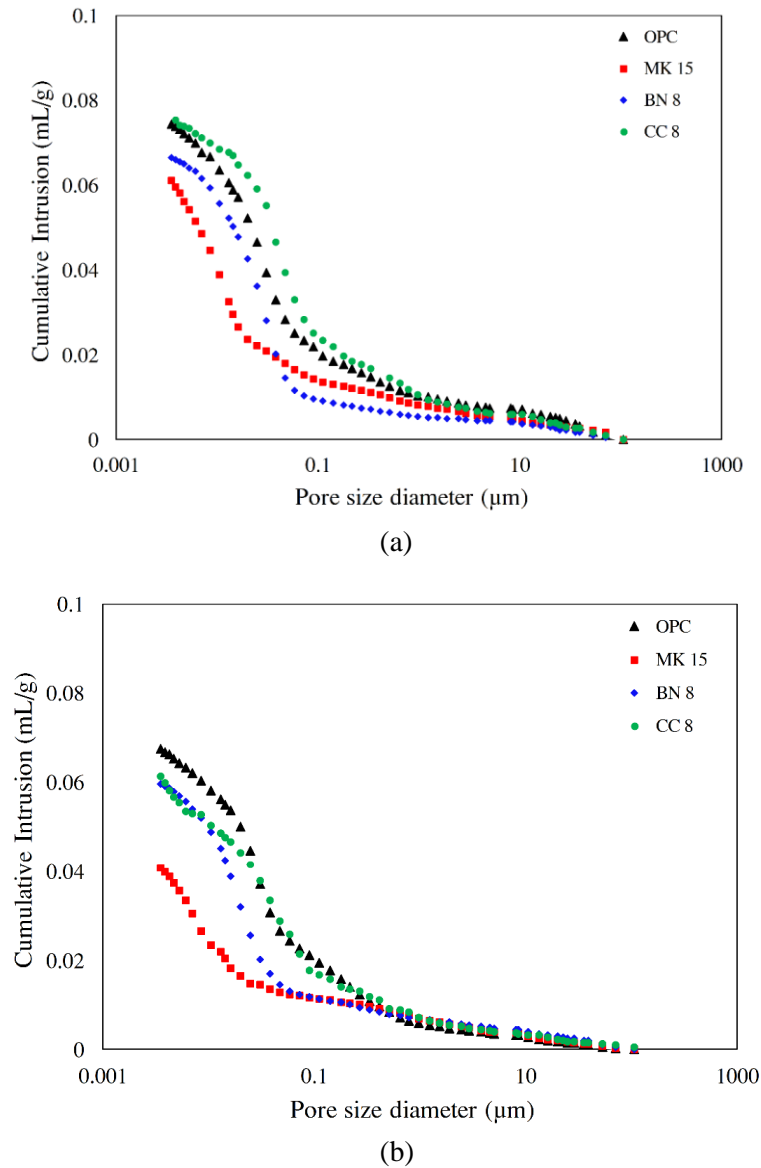 0.1
OPC
MK 15
BN 8
CC 8
0.08
0.06
0.04
0.02
0
Cumulative Intrusion (mL/g)
0.001 0.1 10 1000
Pore size diameter (µm)
(a)
0.1
OPC
MK 15
BN 8
CC 8
0.08
0.06
0.04
0.02
0
Cumulative Intrusion (mL/g)
0.001 0.1 10 1000
Pore size diameter (µm)
(b)